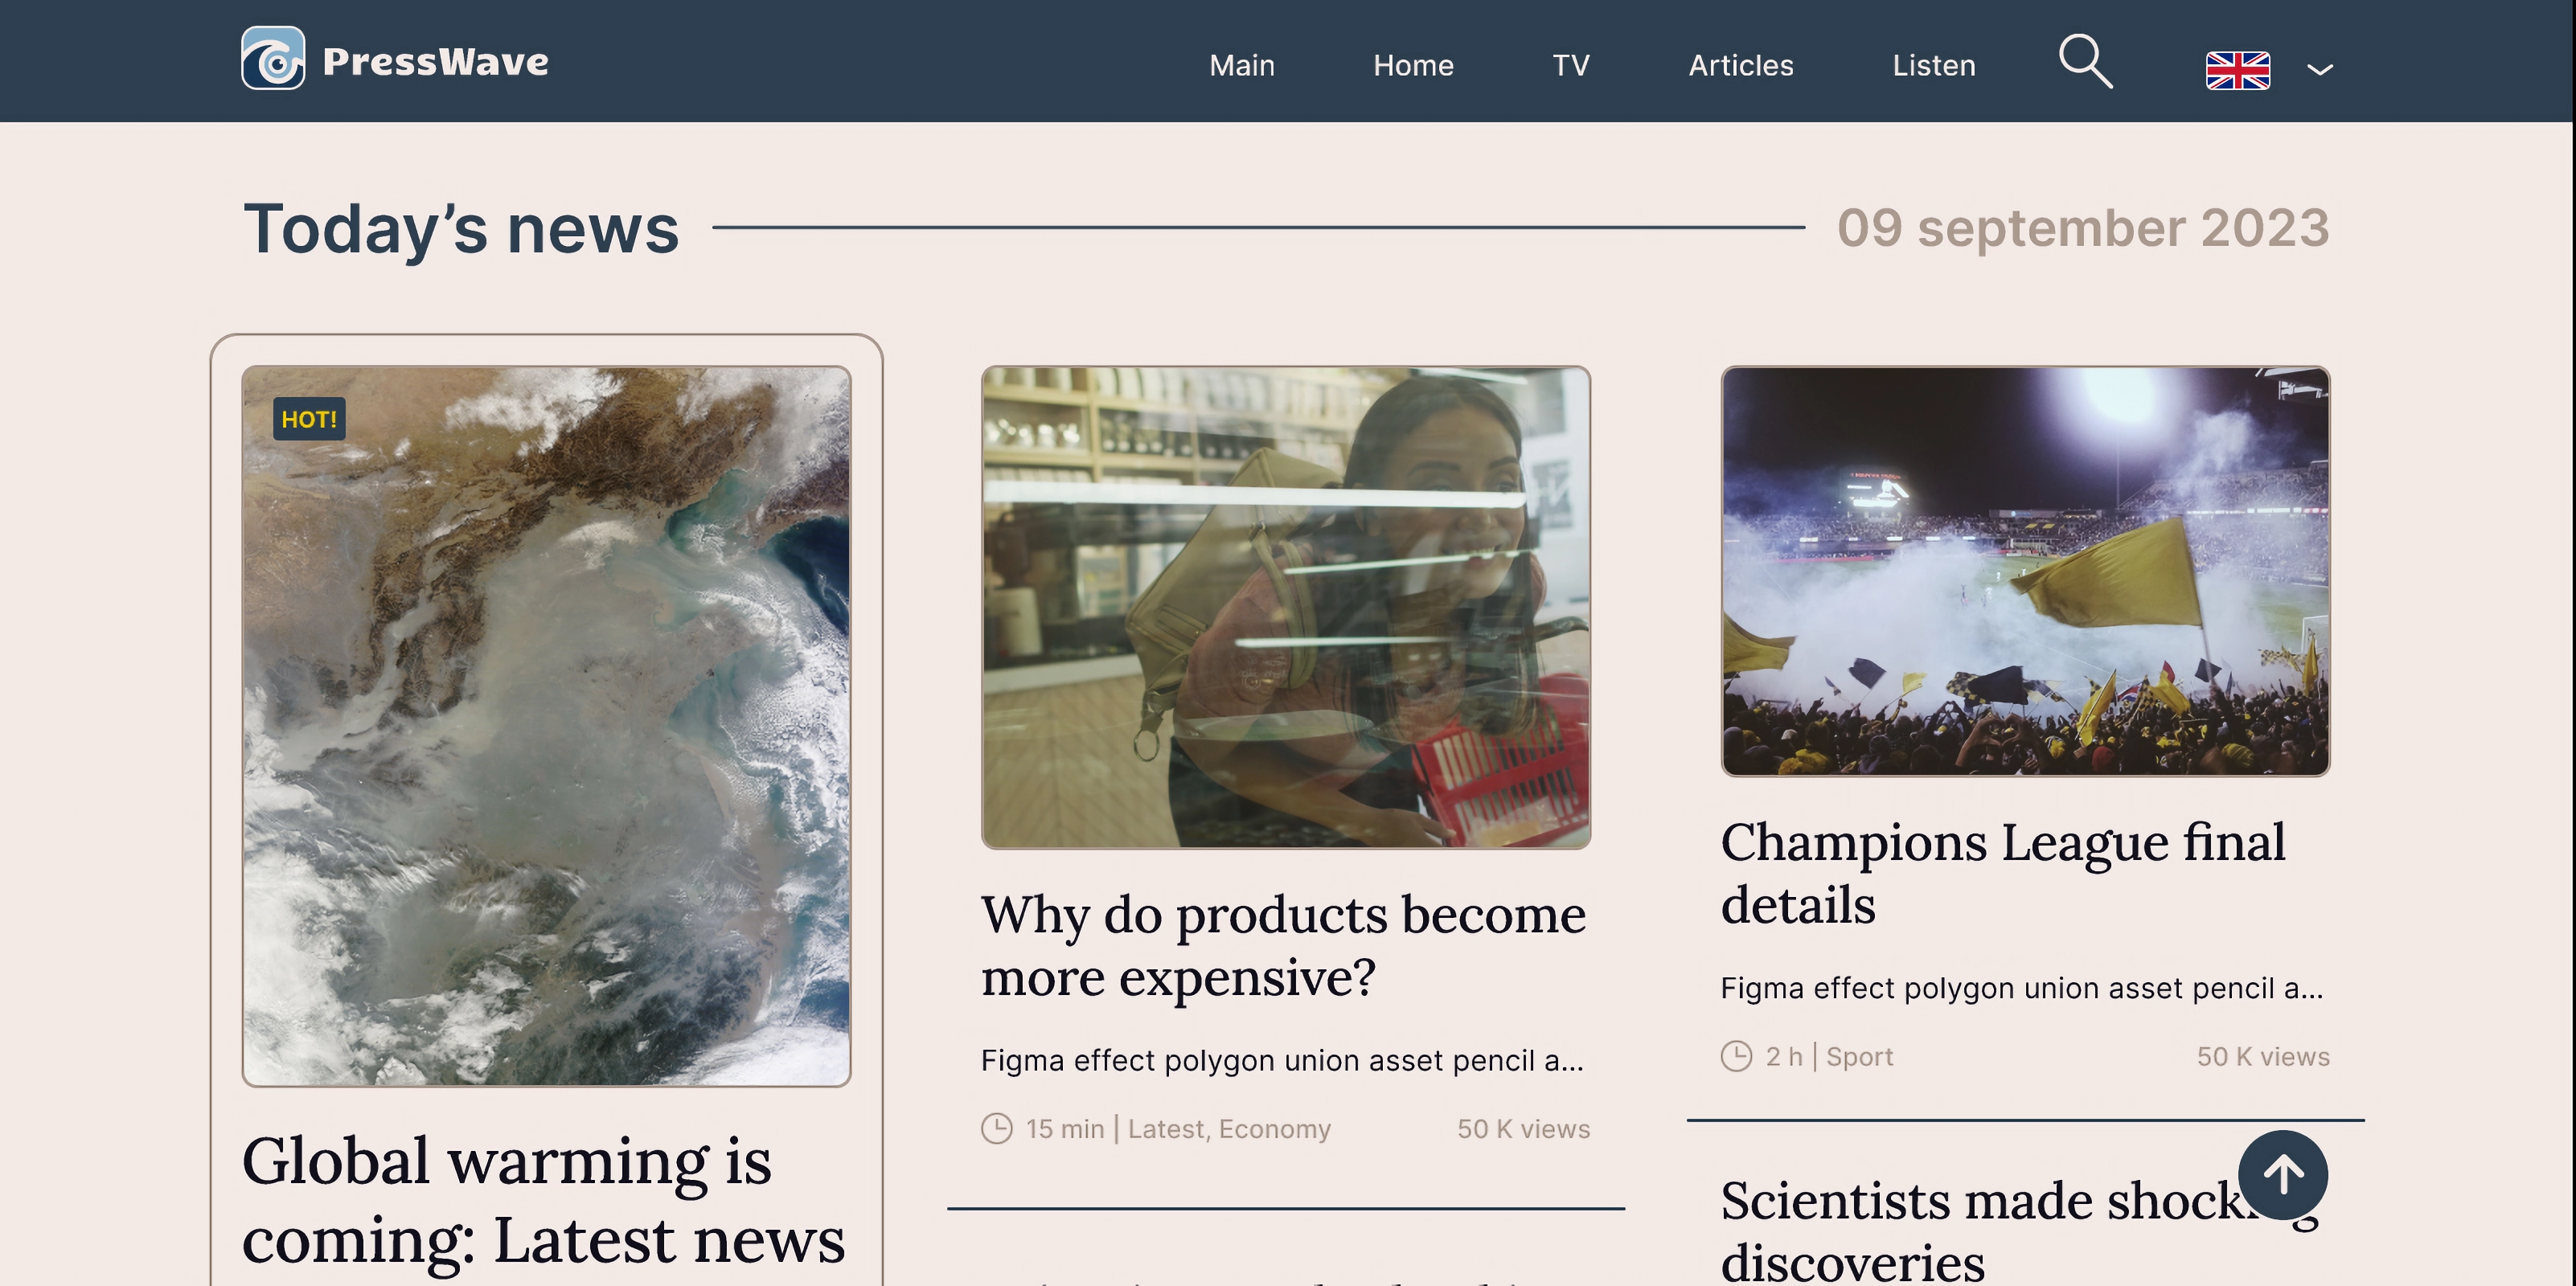 PressWave
Main
Home
TV
Articles
Listen
Today’s news
09 september 2023
HOT!
Global warming is
coming: Latest news
Why do products become
more expensive?
Figma effect polygon union asset pencil a...
15 min | Latest, Economy
50 K views
Champions League final
details
Figma effect polygon union asset pencil a...
2 h | Sport
50 K views
Scientists made shocking
discoveries